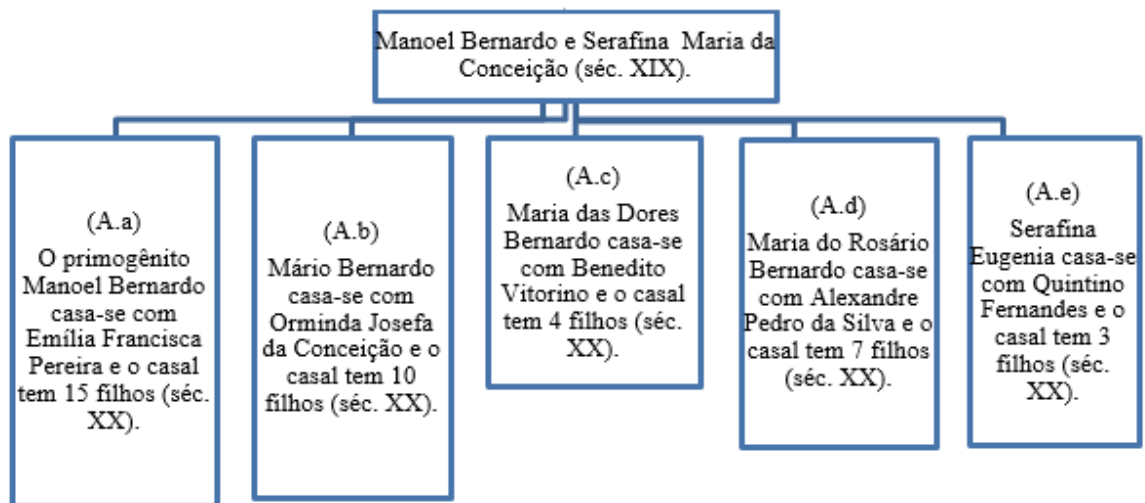 Manoel Bernardo e Serafina Maria da
Conceição (séc. XIX).
(A.a)
O primogênito
Manoel Bernardo
casa-se com
Emília Francisca
Pereira e o casal
tem 15 filhos (séc.
XX).
(A.b)
Mário Bernardo
casa-se com
Orminda Josefa
da Conceição e o
casal tem 10
filhos (séc. XX).
(A.c)
Maria das Dores
Bernardo casa-se
com Benedito
Vitorino e o casal
tem 4 filhos (séc.
XX).
(A.d)
Maria do Rosário
Bernardo casa-se
com Alexandre
Pedro da Silva e o
casal tem 7 filhos
(séc. XX).
(A.e)
Serafina
Eugenia casa-se
com Quintino
Fernandes e o
casal tem 3
filhos (séc.
XX).